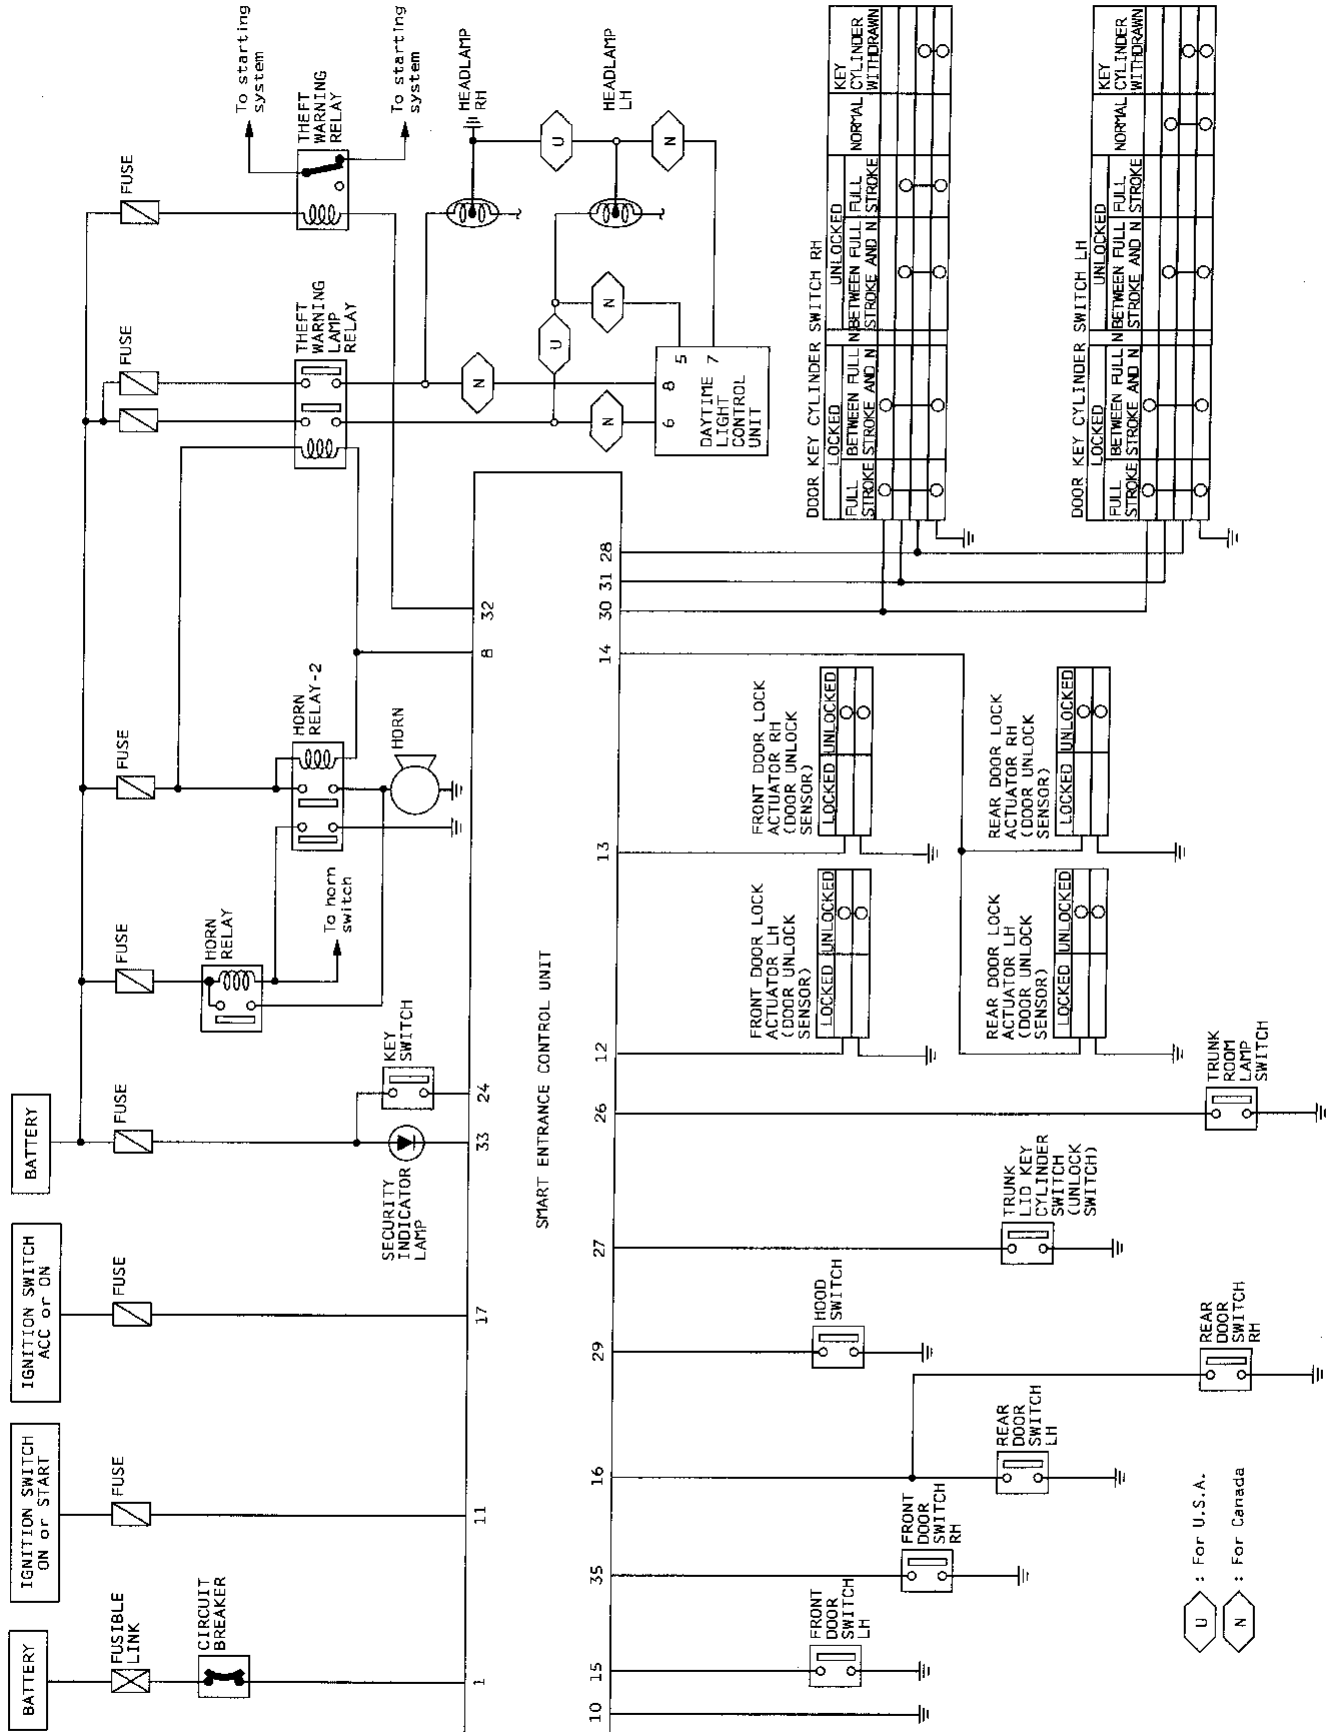 BATTERY
FUSIBLE
LINK
CIRCUIT
BREAKER
1
IGNITION SWITCH
ON or START
FUSE
11
IGNITION SWITCH
ACC or ON
FUSE
17
BATTERY
FUSE
SECURITY
INDICATOR
LAMP
33
KEY
SWITCH
24
FUSE
HORN
RELAY
To horn
switch
FUSE
HORN
RELAY-2
HORN
8
32
FUSE
THEFT
WARNING
LAMP
RELAY
FUSE
THEFT
WARNING
RELAY
To starting
system
To starting
system
HEADLAMP
RH
HEADLAMP
LH
U
N
U
N
N
N
6
8
5
7
DAYTIME
LIGHT
CONTROL
UNIT
SMART ENTRANCE CONTROL UNIT
10
15
35
16
29
27
26
12
13
14
30
31
28
FRONT
DOOR
SWITCH
LH
FRONT
DOOR
SWITCH
RH
REAR
DOOR
SWITCH
LH
REAR
DOOR
SWITCH
RH
HOOD
SWITCH
TRUNK
LID KEY
CYLINDER
SWITCH
(UNLOCK
SWITCH)
TRUNK
ROOM
LAMP
SWITCH
FRONT DOOR LOCK
ACTUATOR LH
(DOOR UNLOCK
SENSOR)
LOCKED UNLOCKED
FRONT DOOR LOCK
ACTUATOR RH
(DOOR UNLOCK
SENSOR)
LOCKED UNLOCKED
REAR DOOR LOCK
ACTUATOR LH
(DOOR UNLOCK
SENSOR)
LOCKED UNLOCKED
REAR DOOR LOCK
ACTUATOR RH
(DOOR UNLOCK
SENSOR)
LOCKED UNLOCKED
DOOR KEY CYLINDER SWITCH RH
LOCKED UNLOCKED KEY
FULL BETWEEN FULL N BETWEEN FULL FULL NORMAL CYLINDER
STROKE STROKE AND N STROKE AND N STROKE WITHDRAWN
DOOR KEY CYLINDER SWITCH LH
LOCKED UNLOCKED KEY
FULL BETWEEN FULL N BETWEEN FULL FULL NORMAL CYLINDER
STROKE STROKE AND N STROKE AND N STROKE WITHDRAWN
U : For U.S.A.
N : For Canada